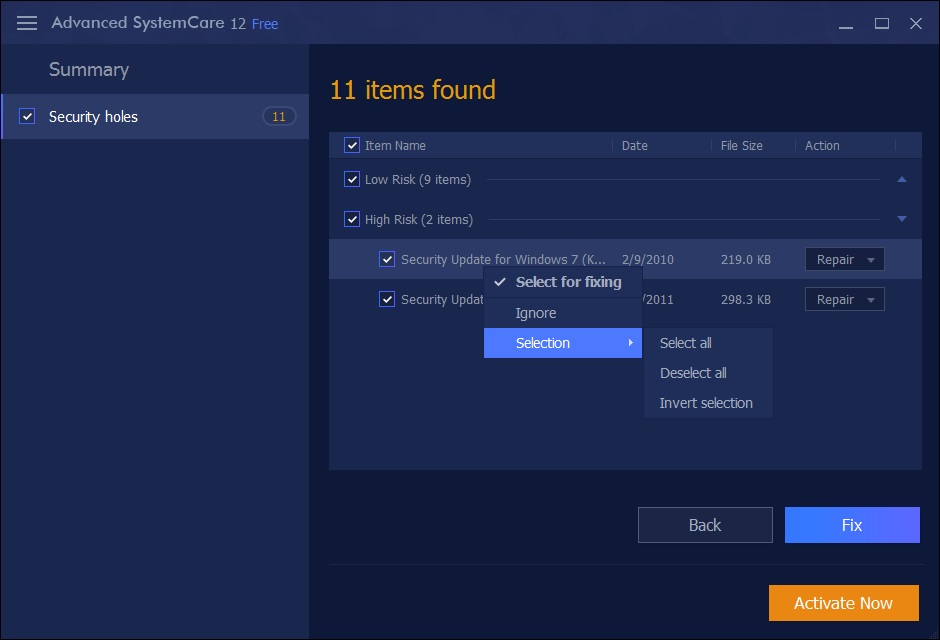 Advanced SystemCare 12 Free
Summary
Security holes 11
11 items found
Item Name Date File Size Action
Low Risk (9 items)
High Risk (2 items)
Security Update for Windows 7 (K... 2/9/2010 219.0 KB Repair
Security Updat /2011 298.3 KB Repair
Select for fixing
Ignore
Selection
Select all
Deselect all
Invert selection
Back Fix
Activate Now